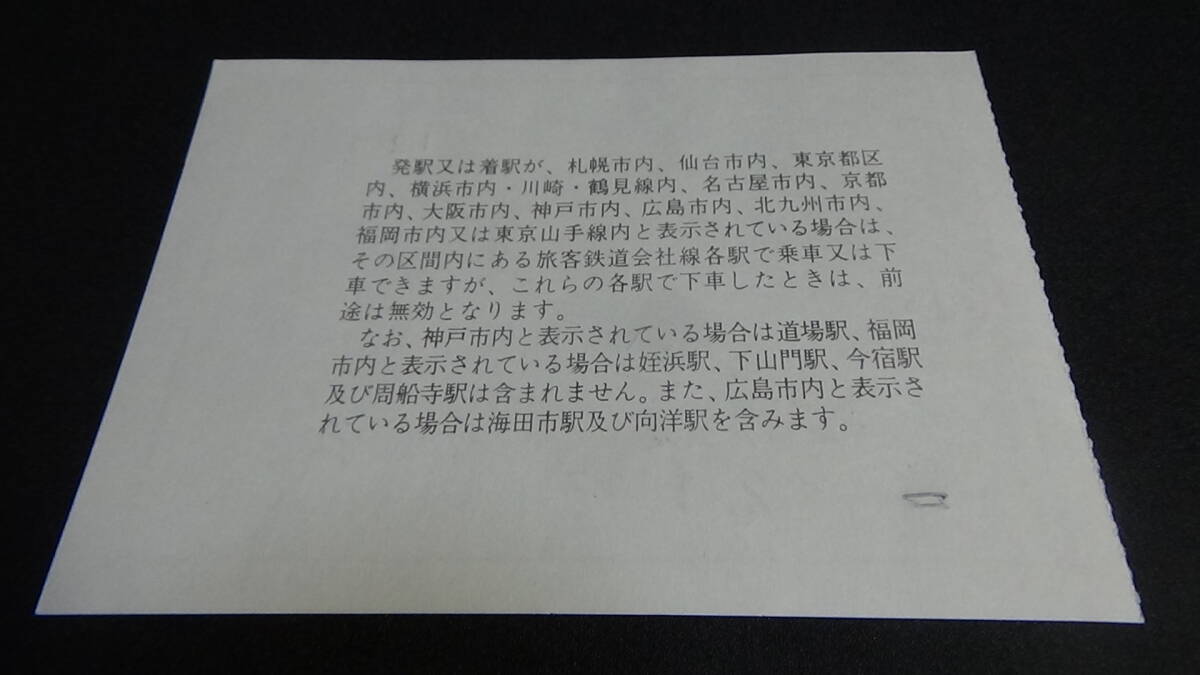 発駅又は着駅が、札幌市内、仙台市内、東京都区
内、横浜市内・川崎・鶴見線内、名古屋市内、京都
市内、大阪市内、神戸市内、広島市内、北九州市内、
福岡市内又は東京山手線内と表示されている場合は、
その区間内にある旅客鉄道会社線各駅で乗車又は下
車できますが、これらの各駅で下車したときは、前
途は無効となります。
なお、神戸市内と表示されている場合は道場駅、福岡
市内と表示されている場合は姪浜駅、下山門駅、今宿駅
及び周船寺駅は含まれません。また、広島市内と表示さ
れている場合は海田市駅及び向洋駅を含みます。